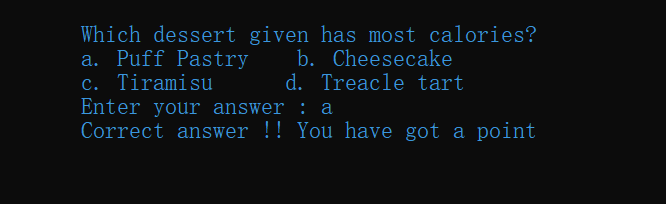 Which dessert given has most calories?
a. Puff Pastry    b. Cheesecake
c. Tiramisu      d. Treacle tart
Enter your answer : a
Correct answer !! You have got a point